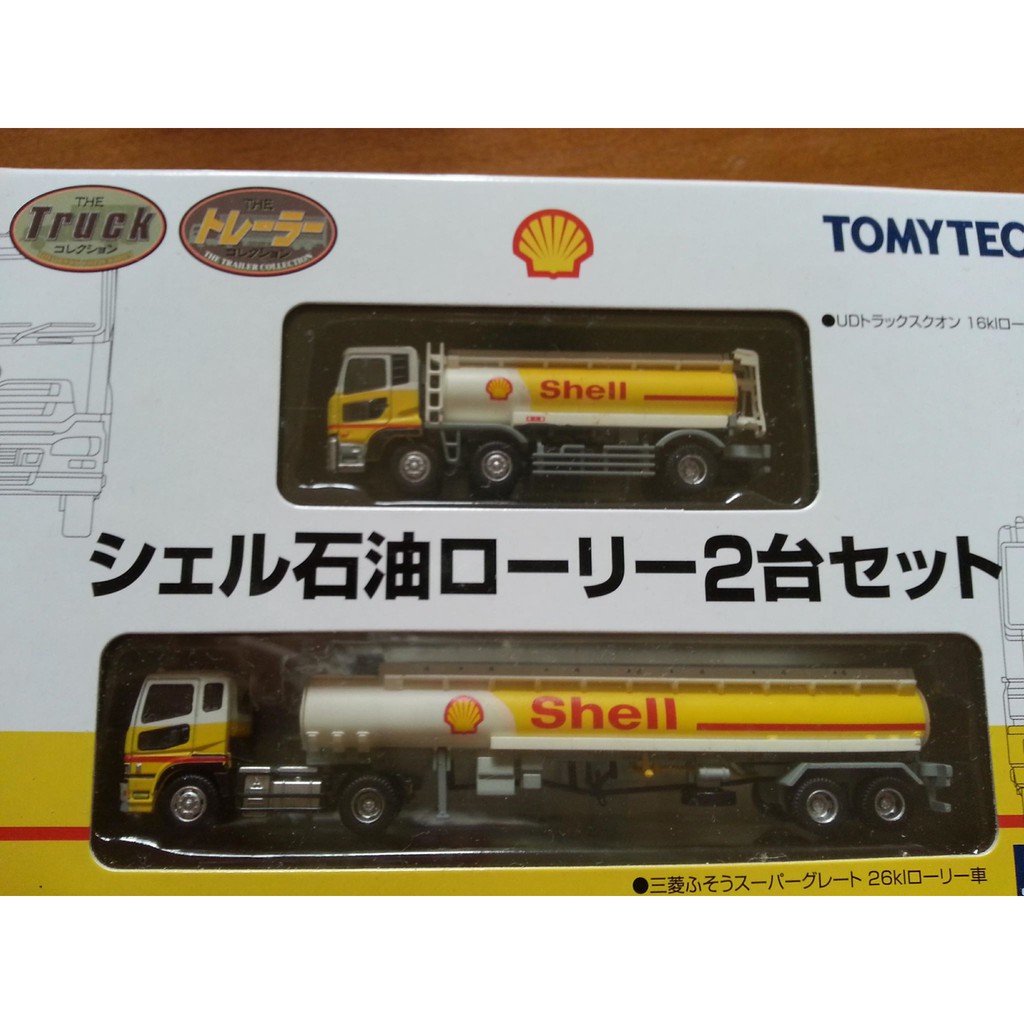 THE
Truck
コレクション
THE
トレーラー
コレクション
THE TRAILER COLLECTION
TOMYTEC
●UDトラックスクオン 16klロー
Shell
シェル石油ローリー2台セット
Shell
●三菱ふそうスーパーグレート 26klローリー車